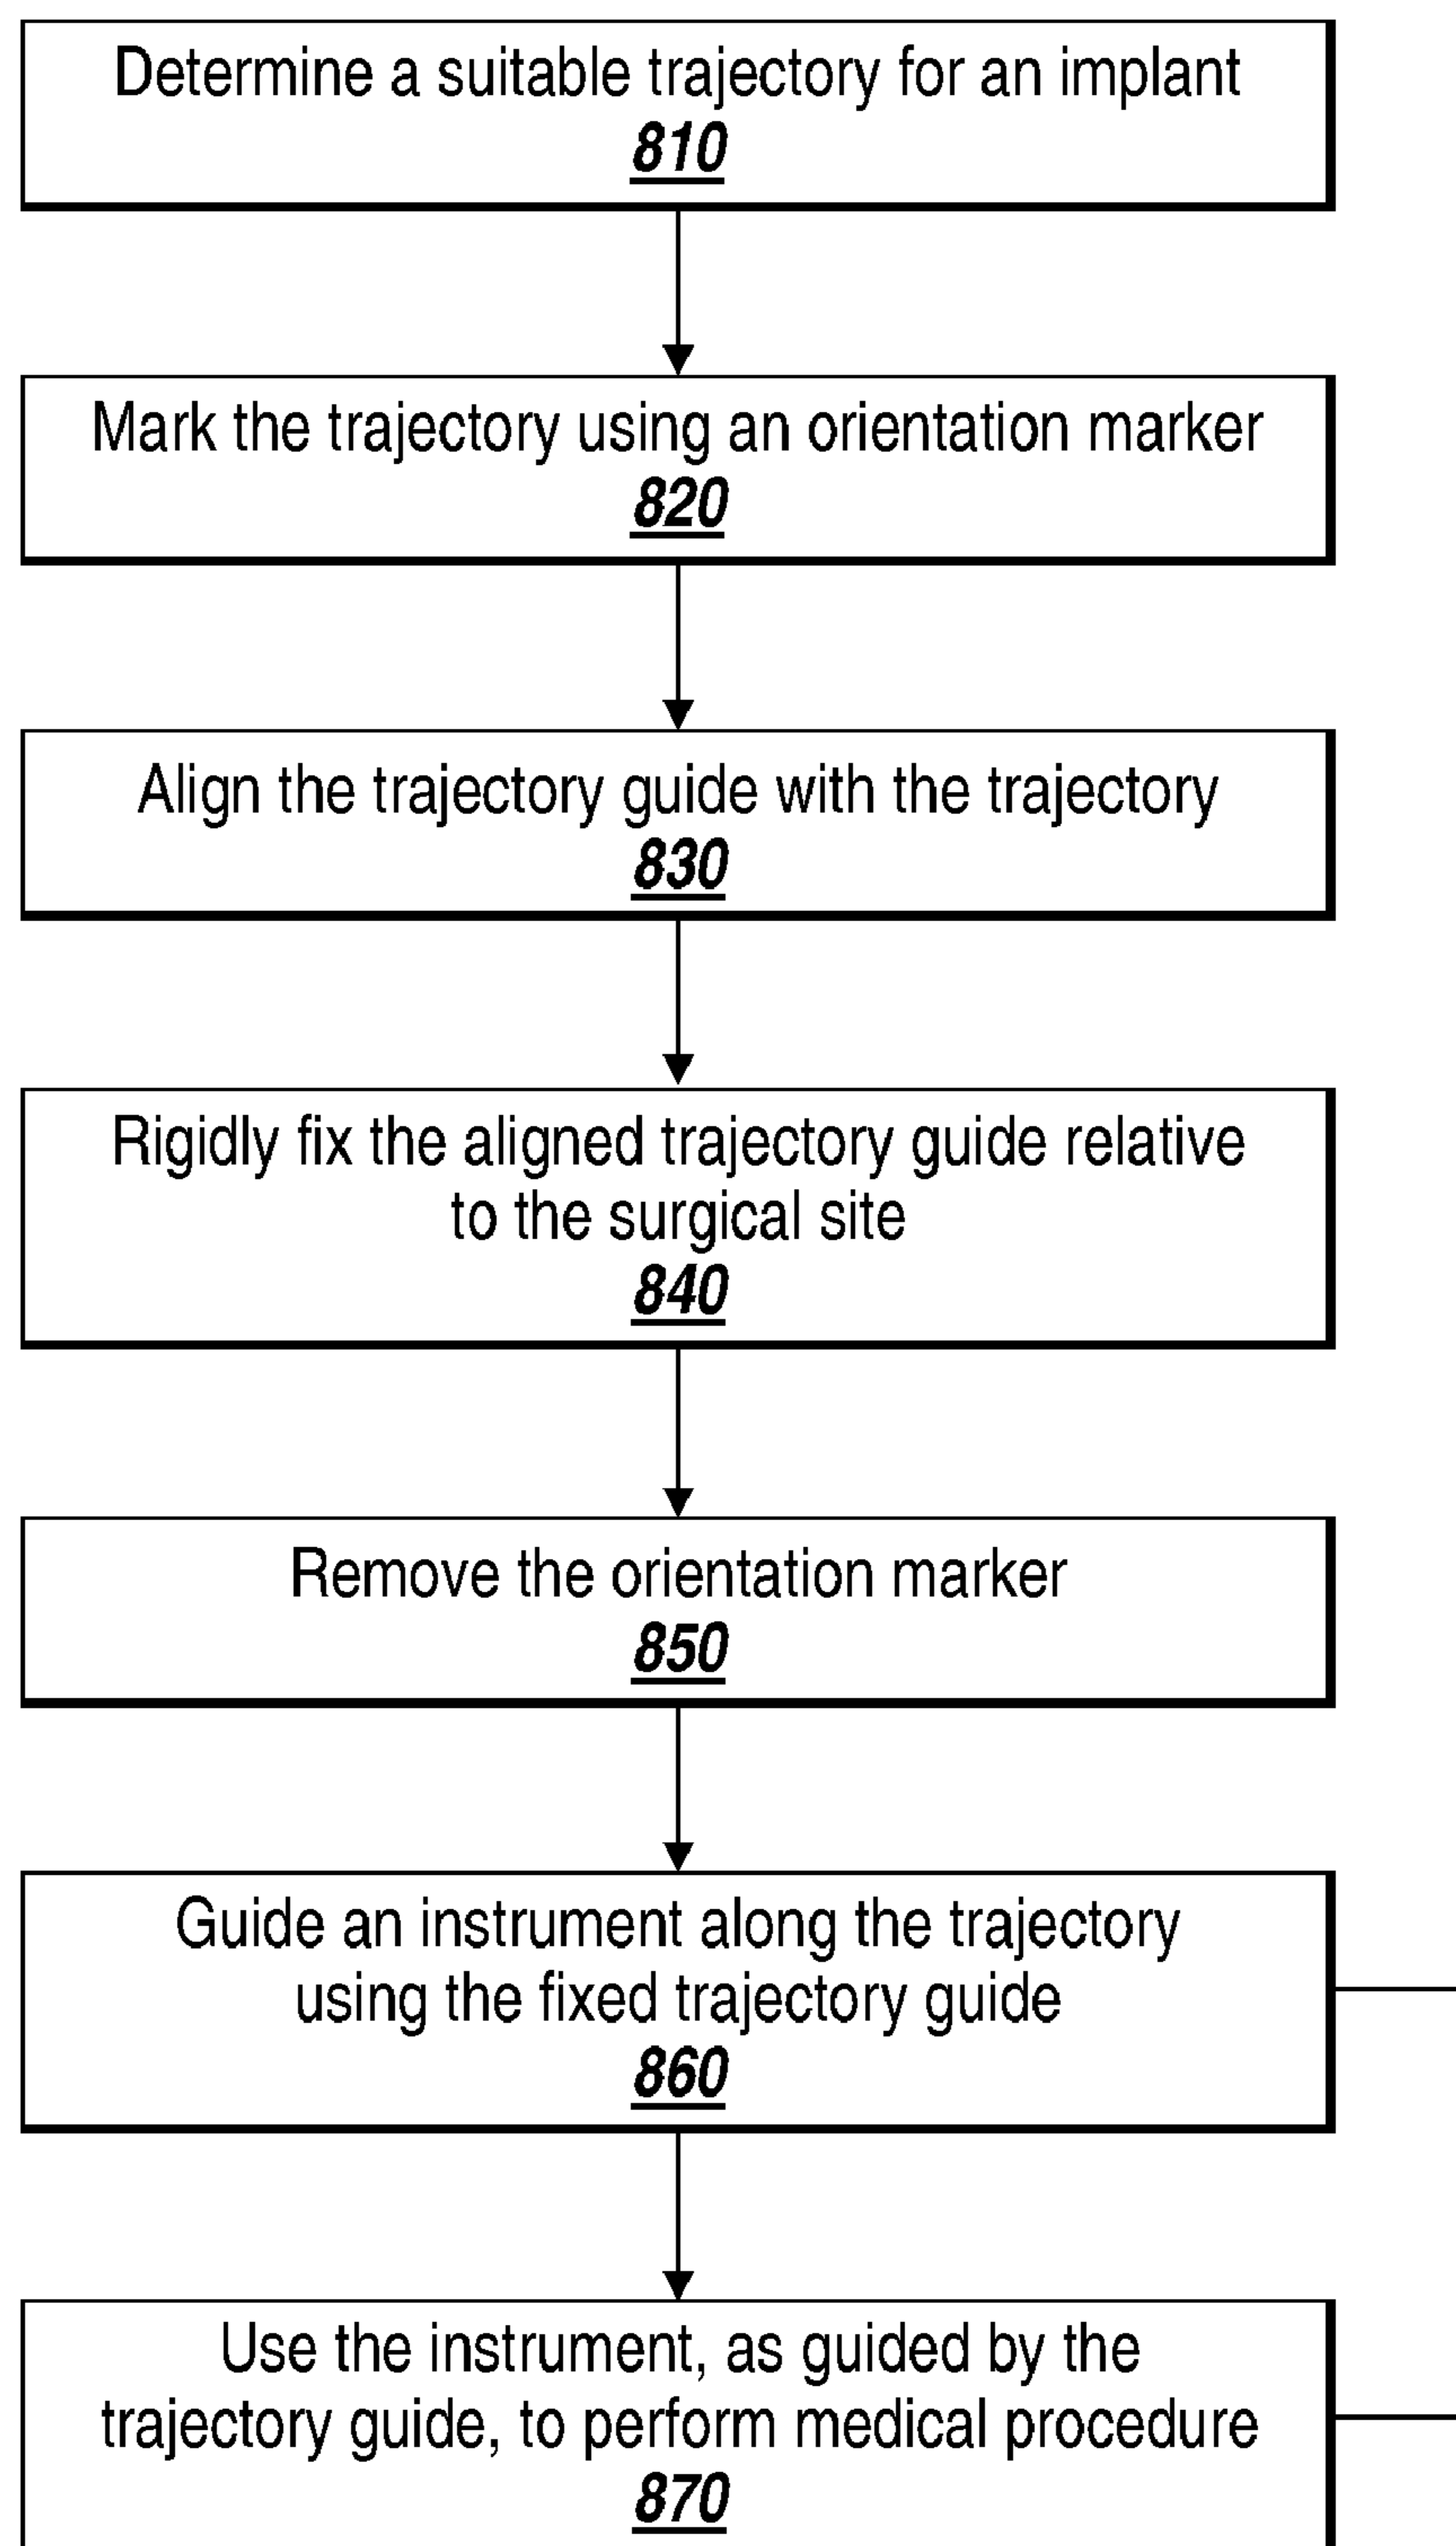 Determine a suitable trajectory for an implant
810
Mark the trajectory using an orientation marker
820
Align the trajectory guide with the trajectory
830
Rigidly fix the aligned trajectory guide relative
to the surgical site
840
Remove the orientation marker
850
Guide an instrument along the trajectory
using the fixed trajectory guide
860
Use the instrument, as guided by the
trajectory guide, to perform medical procedure
870